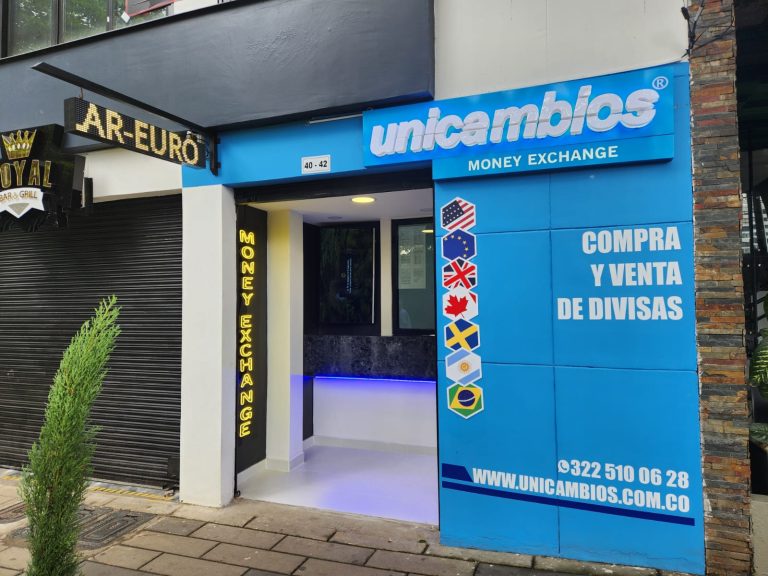 AR-EURO
OYAL
BAR & GRILL
40 - 42
unicambios®
MONEY EXCHANGE
MONEY EXCHANGE
COMPRA
Y VENTA
DE DIVISAS
322 510 06 28
WWW.UNICAMBIOS.COM.CO